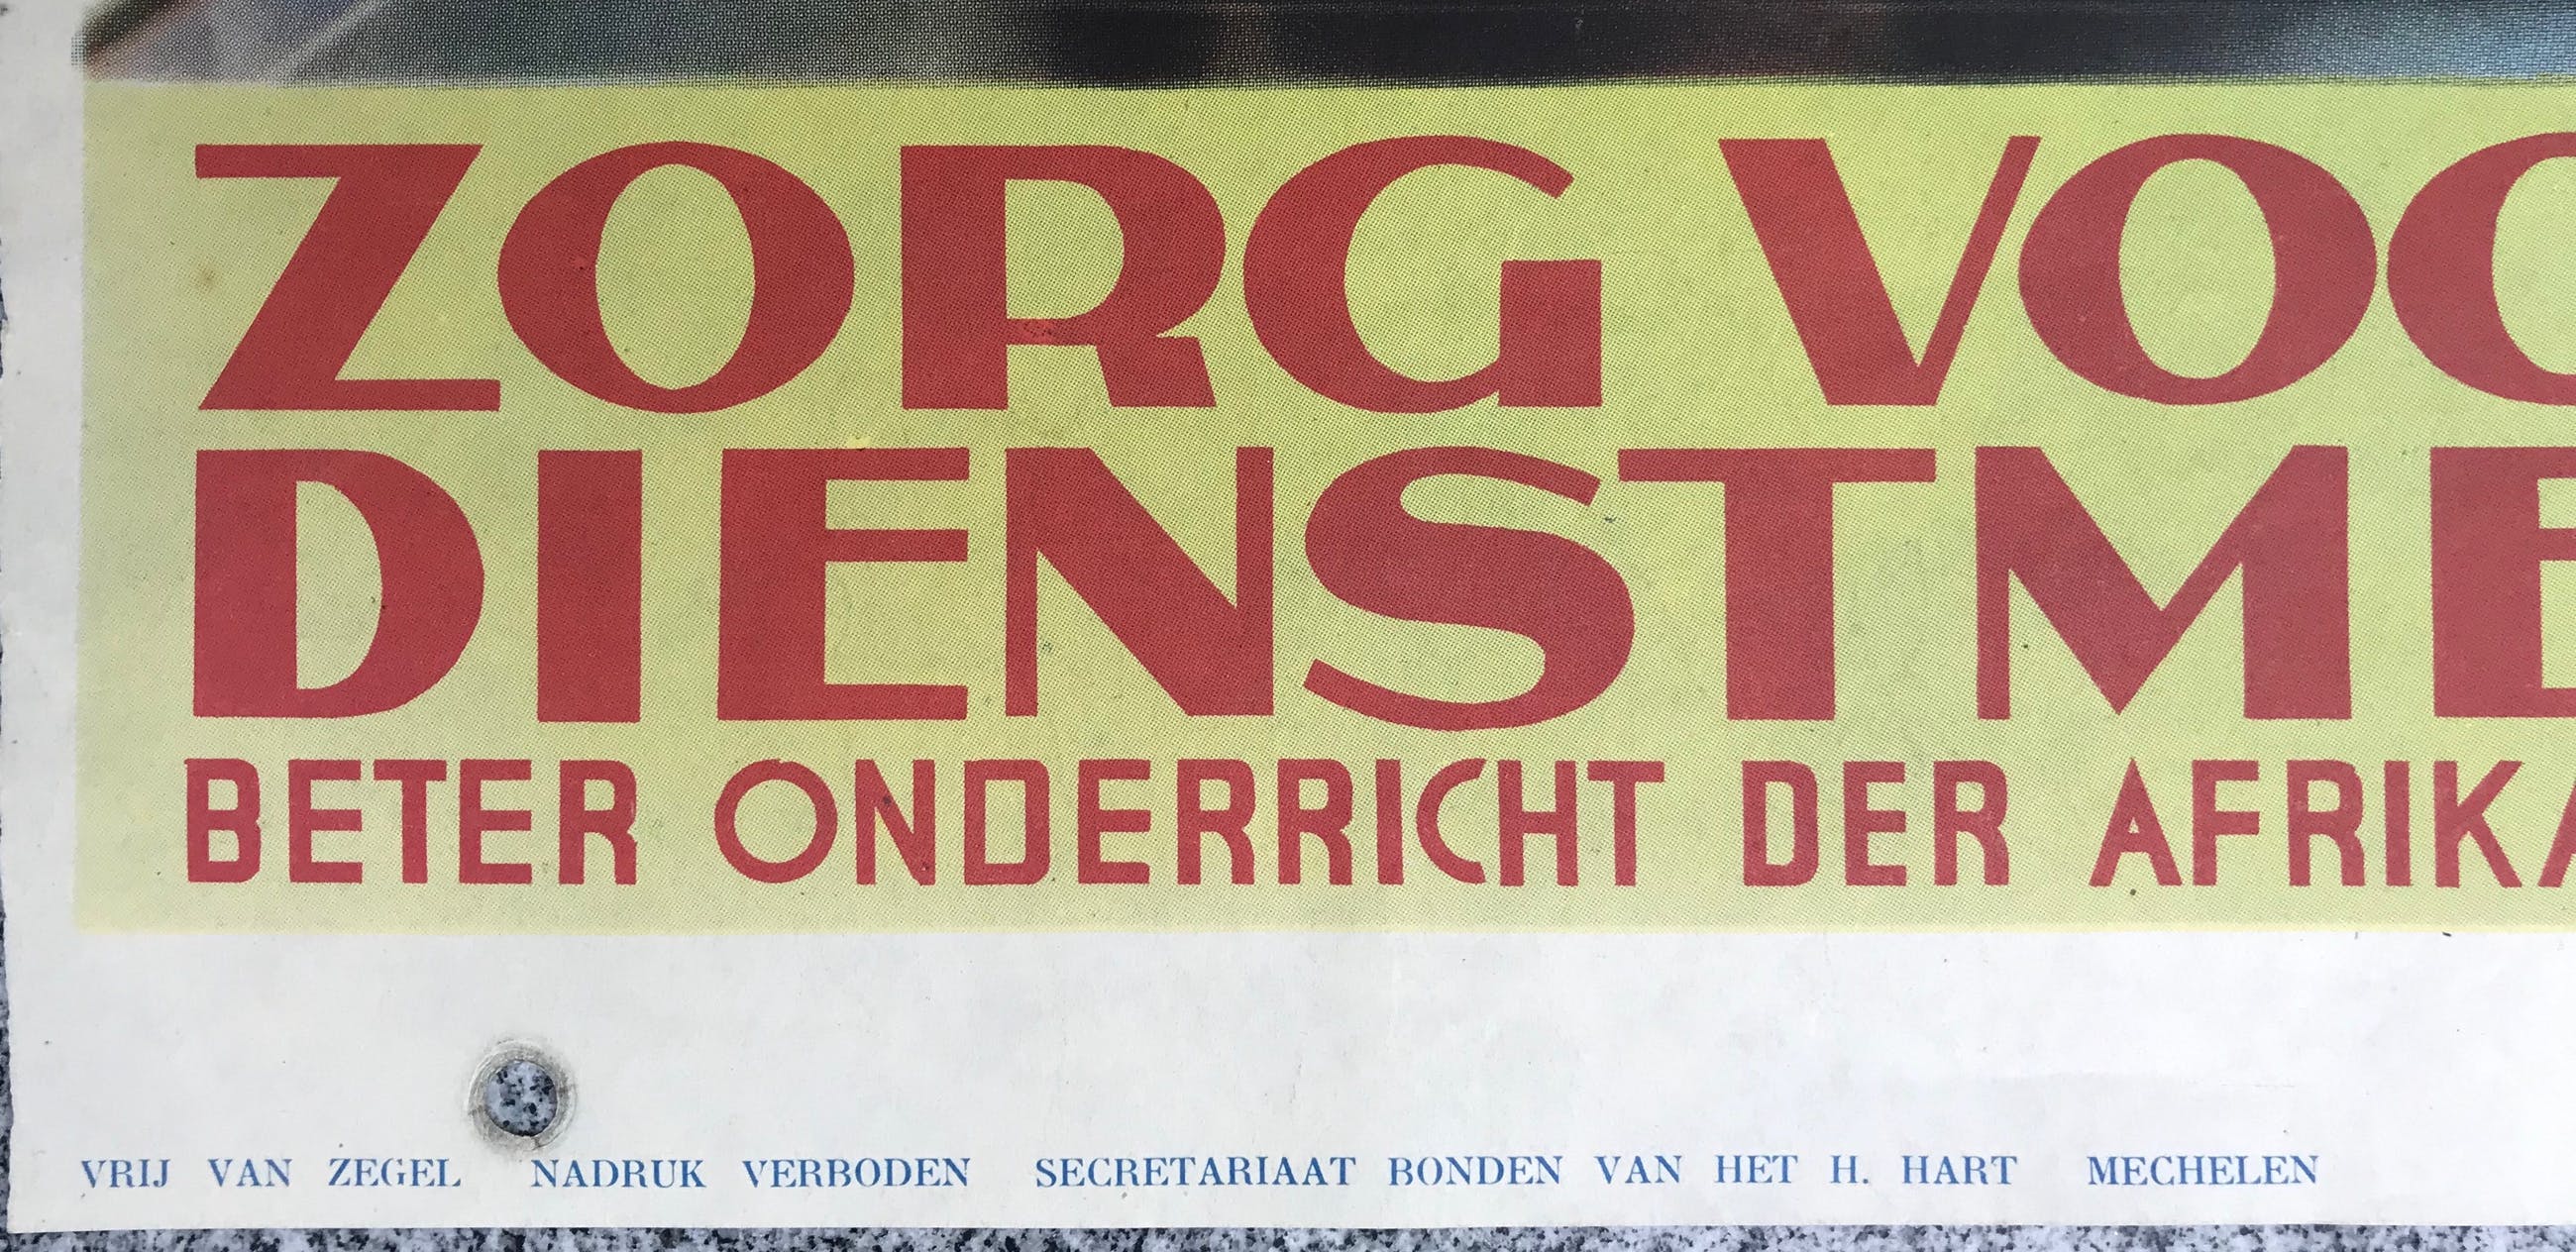 ZORG VOO
DIENSTME
BETER ONDERRICHT DER AFRIKA
VRIJ VAN ZEGEL NADRUK VERBODEN SECRETARIAAT BONDEN VAN HET H. HART MECHELEN